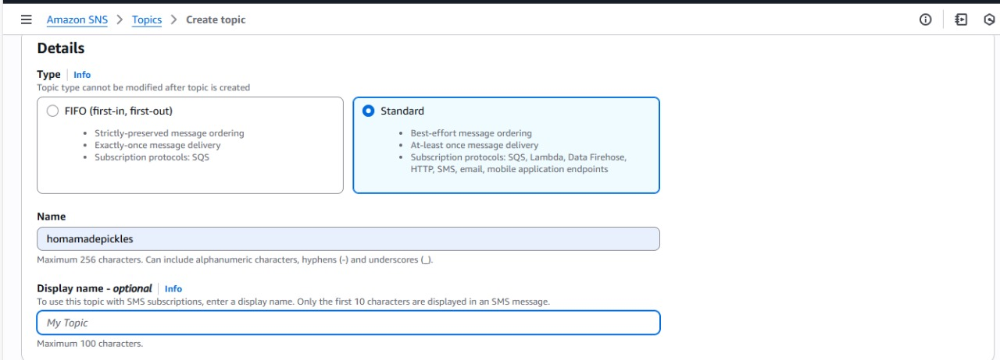 Amazon SNS > Topics > Create topic
Details
Type Info
Topic type cannot be modified after topic is created
FIFO (first-in, first-out)
• Strictly-preserved message ordering
• Exactly-once message delivery
• Subscription protocols: SQS
Standard
• Best-effort message ordering
• At-least once message delivery
• Subscription protocols: SQS, Lambda, Data Firehose,
HTTP, SMS, email, mobile application endpoints
Name
homamadepickles
Maximum 256 characters. Can include alphanumeric characters, hyphens (-) and underscores (_).
Display name - optional Info
To use this topic with SMS subscriptions, enter a display name. Only the first 10 characters are displayed in an SMS message.
My Topic
Maximum 100 characters.